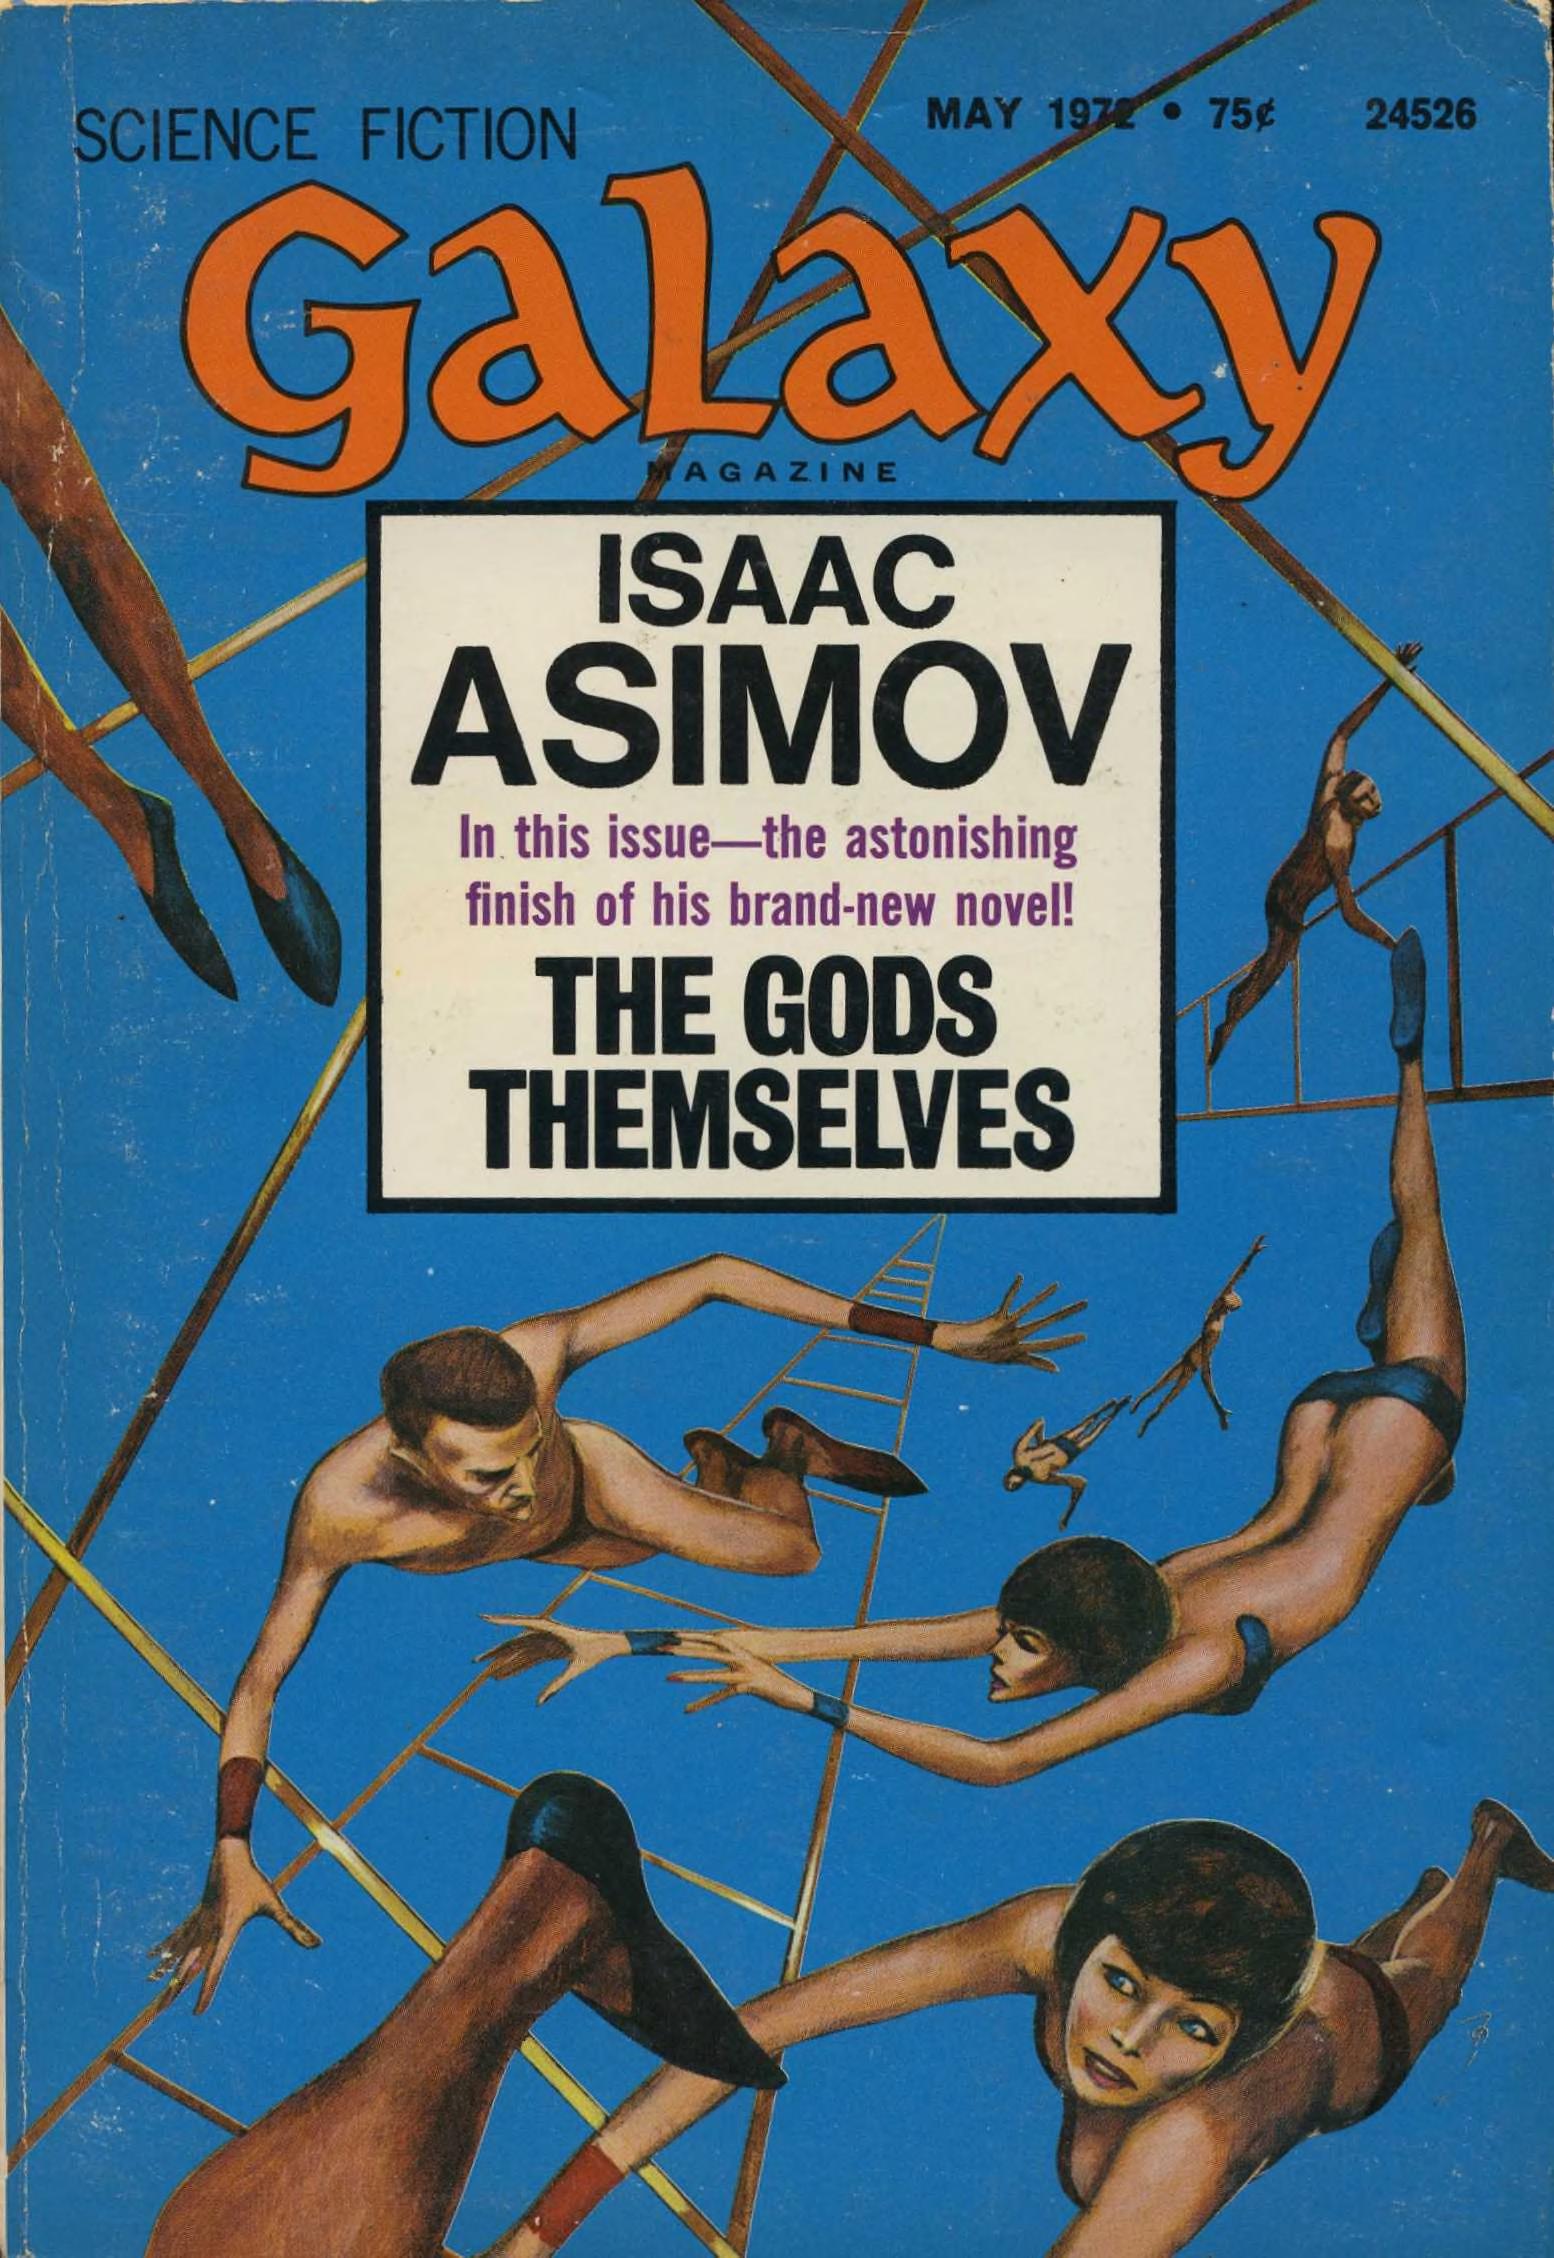 SCIENCE FICTION
MAY 1972 • 75¢ 24526
Galaxy
MAGAZINE
ISAAC
ASIMOV
In this issue—the astonishing
finish of his brand-new novel!
THE GODS
THEMSELVES